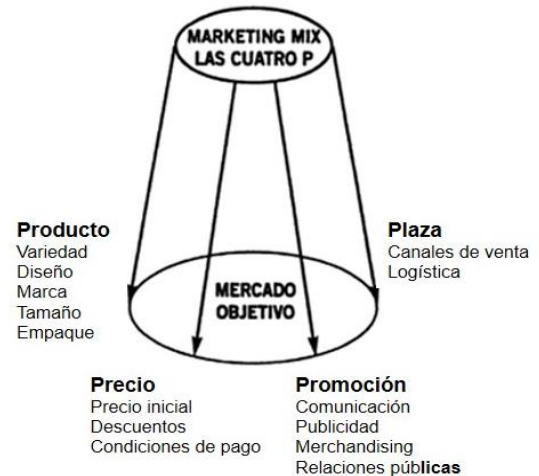 MARKETING MIX
LAS CUATRO P
Producto
Variedad
Diseño
Marca
Tamaño
Empaque
MERCADO
OBJETIVO
Plaza
Canales de venta
Logística
Precio
Precio inicial
Descuentos
Condiciones de pago
Promoción
Comunicación
Publicidad
Merchandising
Relaciones públicas